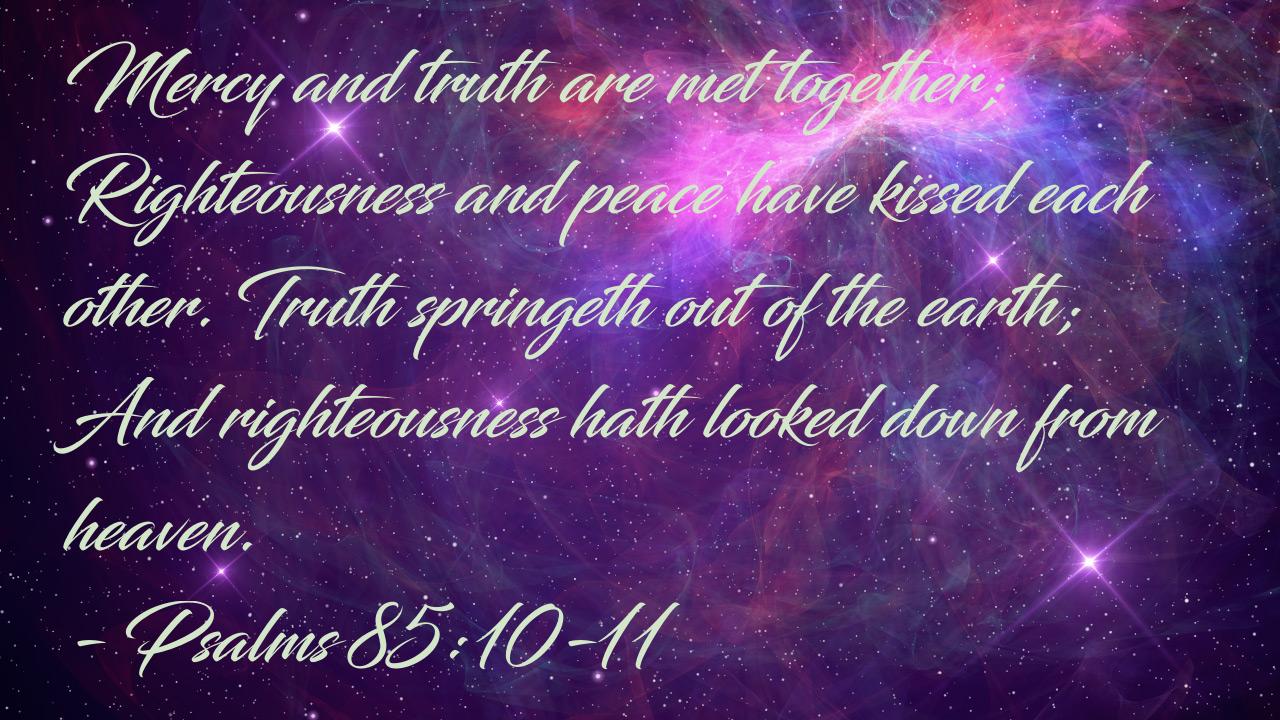 Mercy and truth are met together;
Righteousness and peace have kissed each
other. Truth springeth out of the earth;
And righteousness hath looked down from
heaven.
- Psalms 85:10-11